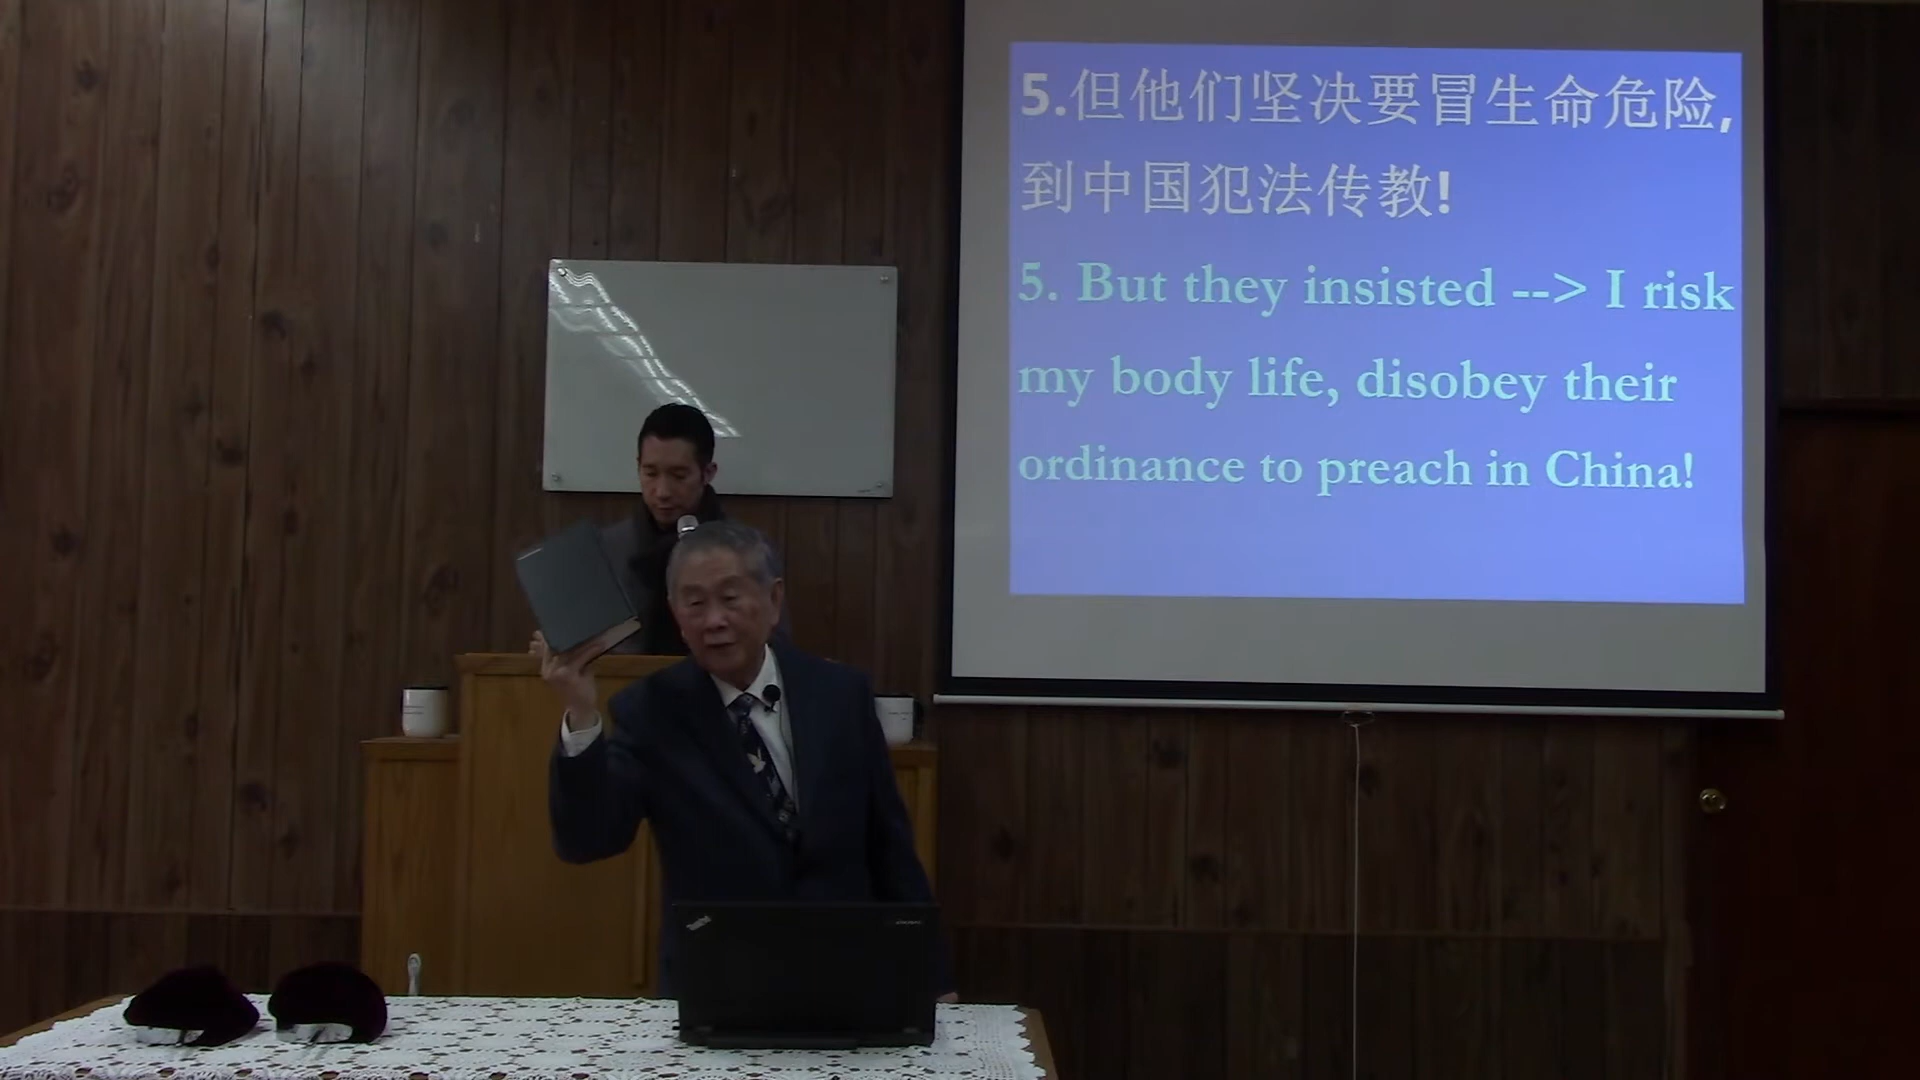 5.但他们坚决要冒生命危险,
到中国犯法传教!
5. But they insisted --> I risk
my body life, disobey their
ordinance to preach in China!
ThinkPad